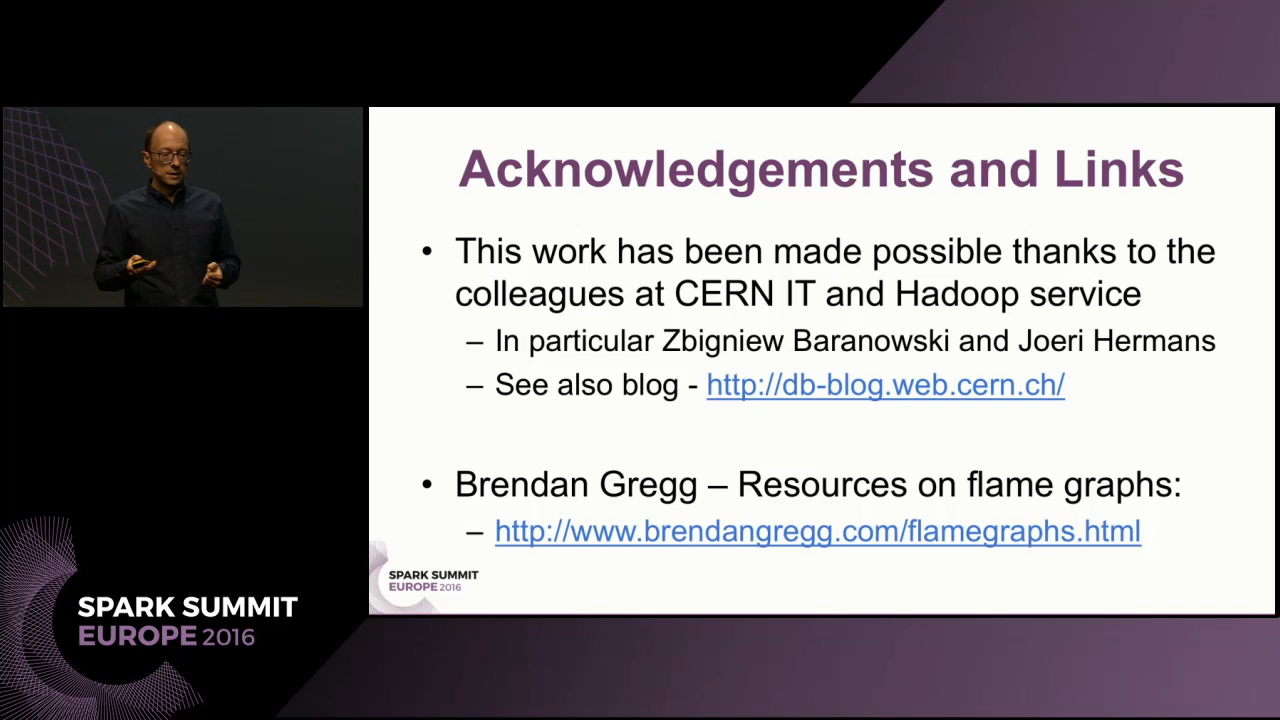 Acknowledgements and Links
• This work has been made possible thanks to the
colleagues at CERN IT and Hadoop service
– In particular Zbigniew Baranowski and Joeri Hermans
– See also blog - http://db-blog.web.cern.ch/
• Brendan Gregg – Resources on flame graphs:
– http://www.brendangregg.com/flamegraphs.html
SPARK SUMMIT
EUROPE 2016
SPARK SUMMIT
EUROPE 2016